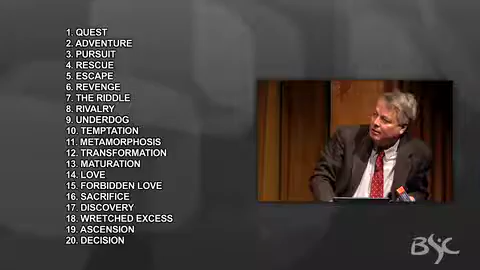 1. QUEST
2. ADVENTURE
3. PURSUIT
4. RESCUE
5. ESCAPE
6. REVENGE
7. THE RIDDLE
8. RIVALRY
9. UNDERDOG
10. TEMPTATION
11. METAMORPHOSIS
12. TRANSFORMATION
13. MATURATION
14. LOVE
15. FORBIDDEN LOVE
16. SACRIFICE
17. DISCOVERY
18. WRETCHED EXCESS
19. ASCENSION
20. DECISION
BSC